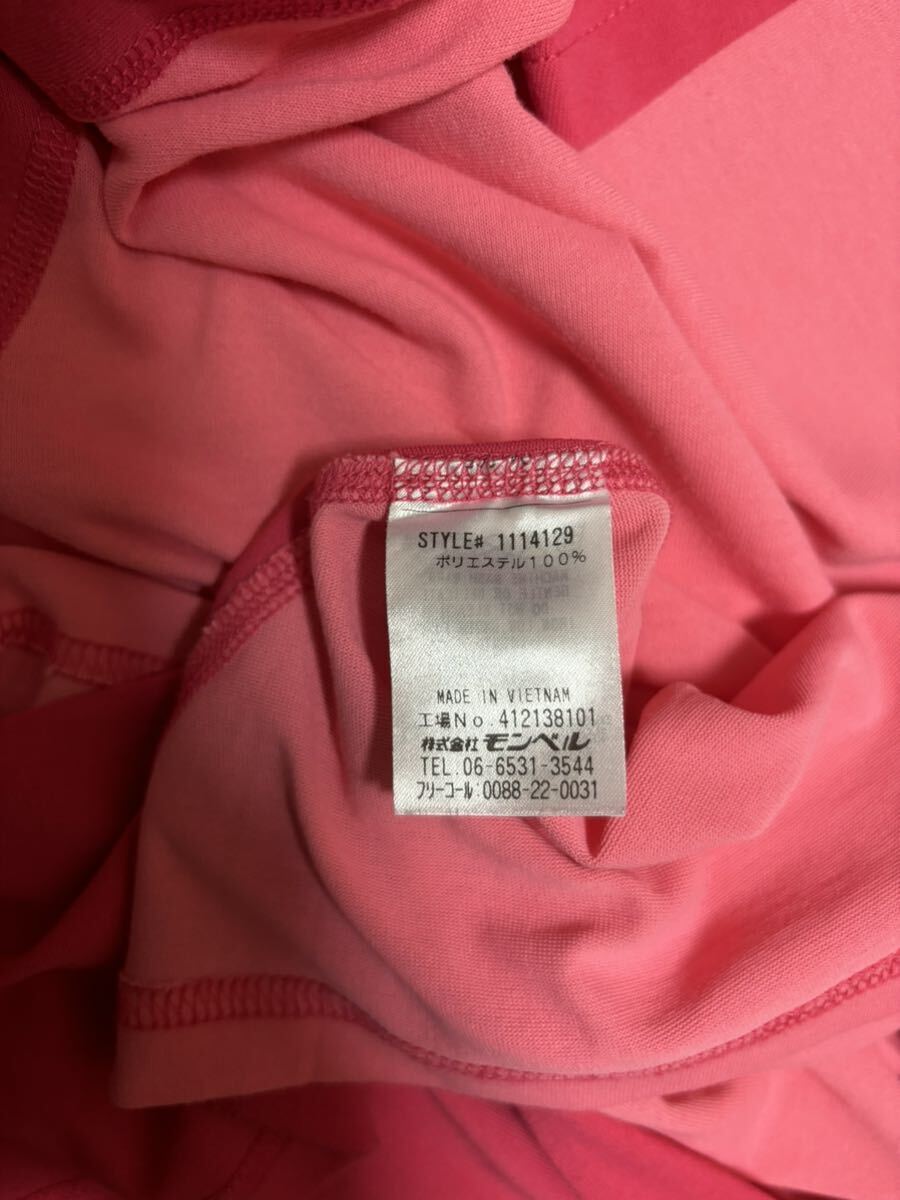 STYLE# 1114129
ポリエステル100%
MADE IN VIETNAM
工場No.412138101
株式会社モンベル
TEL.06-6531-3544
フリーコール:0088-22-0031